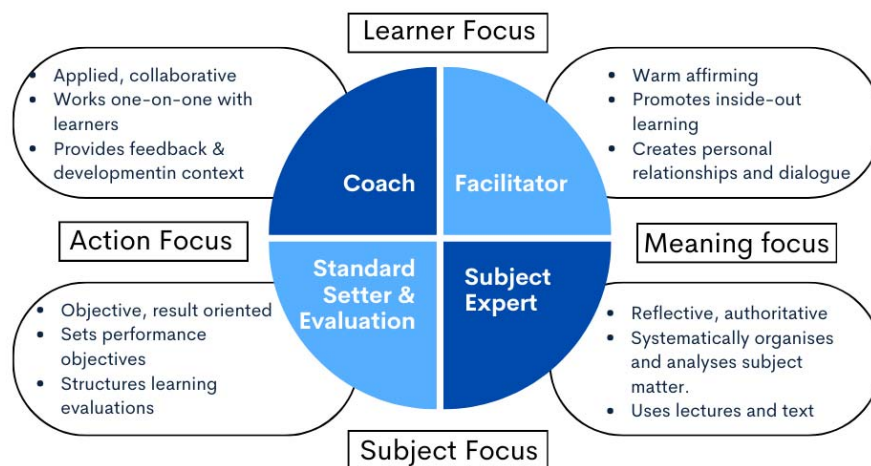 Learner Focus
Applied, collaborative
Works one-on-one with
learners
Provides feedback &
developmentin context
Warm affirming
Promotes inside-out
learning
Creates personal
relationships and dialogue
Coach
Facilitator
Action Focus
Meaning focus
Standard
Setter &
Evaluation
Subject
Expert
Objective, result oriented
Sets performance
objectives
Structures learning
evaluations
Reflective, authoritative
Systematically organises
and analyses subject
matter.
Uses lectures and text
Subject Focus